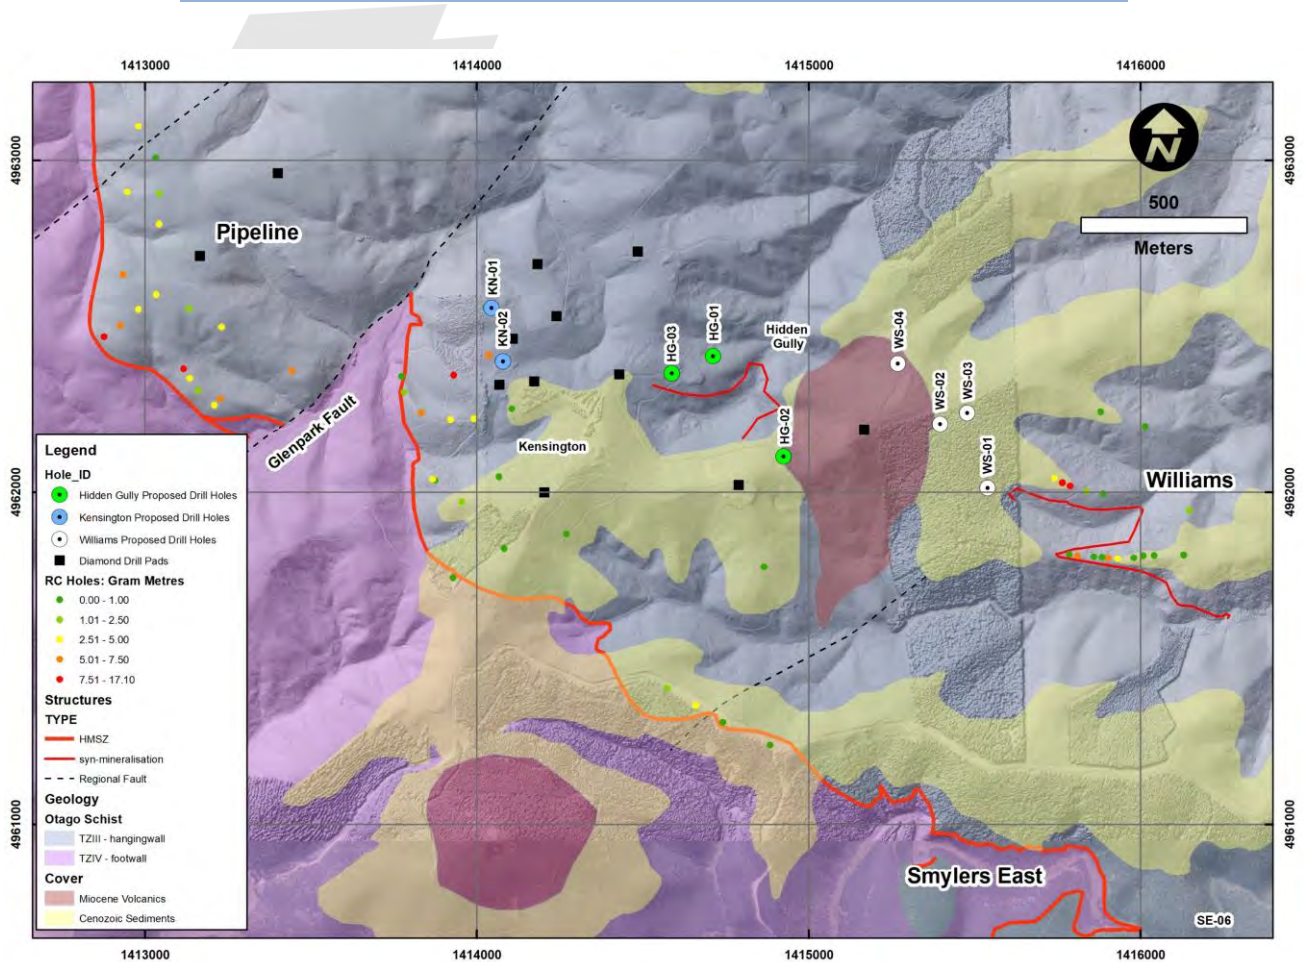 1413000
1414000
1415000
1416000
4963000
4963000
N
500
Meters
Pipeline
KN-01
KN-02
HG-03
HG-01
Hidden
Gully
HG-02
WS-04
WS-02
WS-03
WS-01
Glenpark Fault
Kensington
Williams
4962000
4962000
Legend
Hole_ID
Hidden Gully Proposed Drill Holes
Kensington Proposed Drill Holes
Williams Proposed Drill Holes
Diamond Drill Pads
RC Holes: Gram Metres
0.00 - 1.00
1.01 - 2.50
2.51 - 5.00
5.01 - 7.50
7.51 - 17.10
Structures
TYPE
HMSZ
syn-mineralisation
Regional Fault
Geology
Otago Schist
TZIII - hangingwall
TZIV - footwall
Cover
Miocene Volcanics
Cenozoic Sediments
4961000
4961000
Smylers East
SE-06
1413000
1414000
1415000
1416000